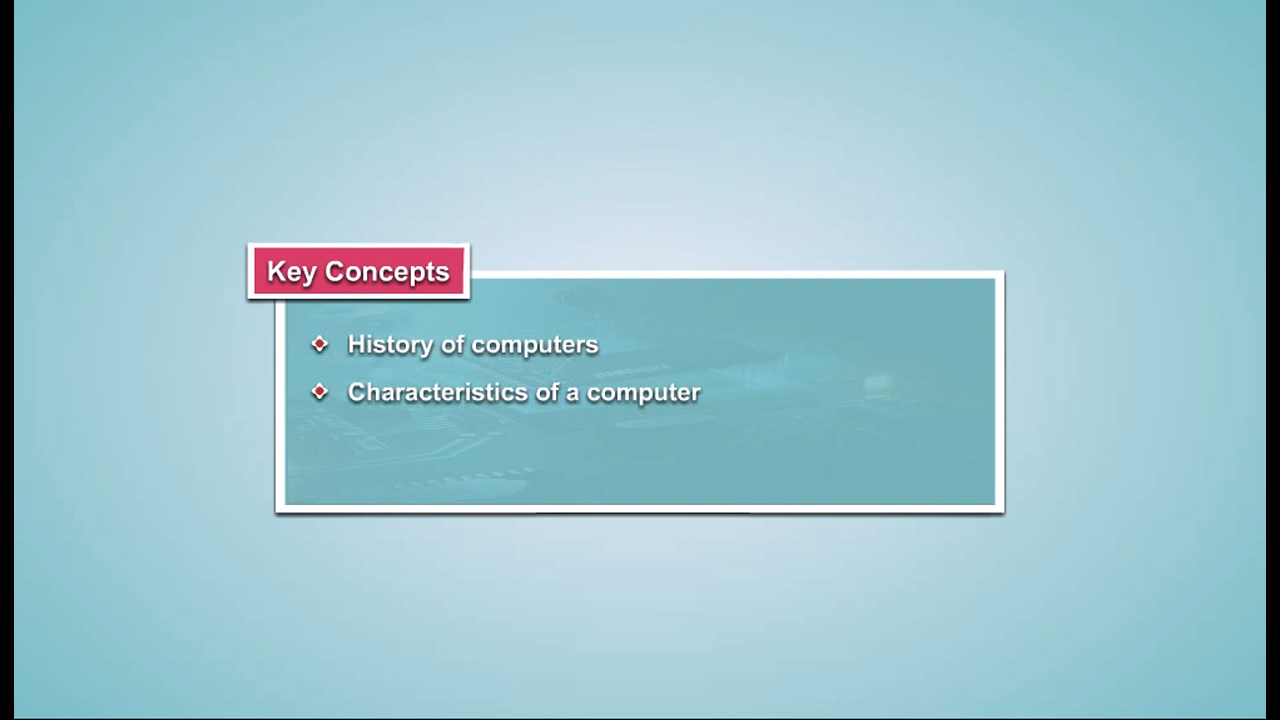 Key Concepts
History of computers
Characteristics of a computer